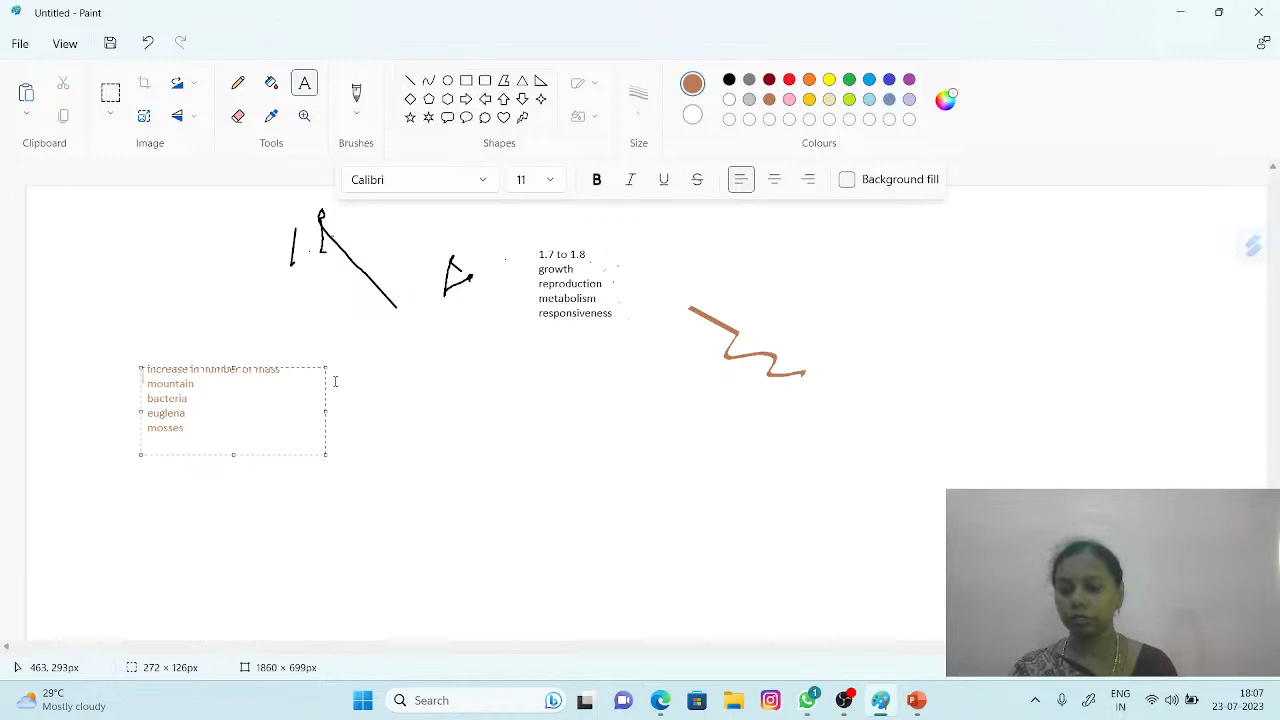 Untitled - Paint
File View
Clipboard Image Tools Brushes Shapes Size Colours
Calibri 11 B I U S Background fill
1.7 to 1.8
growth
reproduction
metabolism
responsiveness
increase in number of mass
mountain
bacteria
euglena
mosses
463, 293px 272 × 126px 1860 × 699px
29°C
Mostly cloudy
Search
1
ENG
IN
18:07
23-07-2023